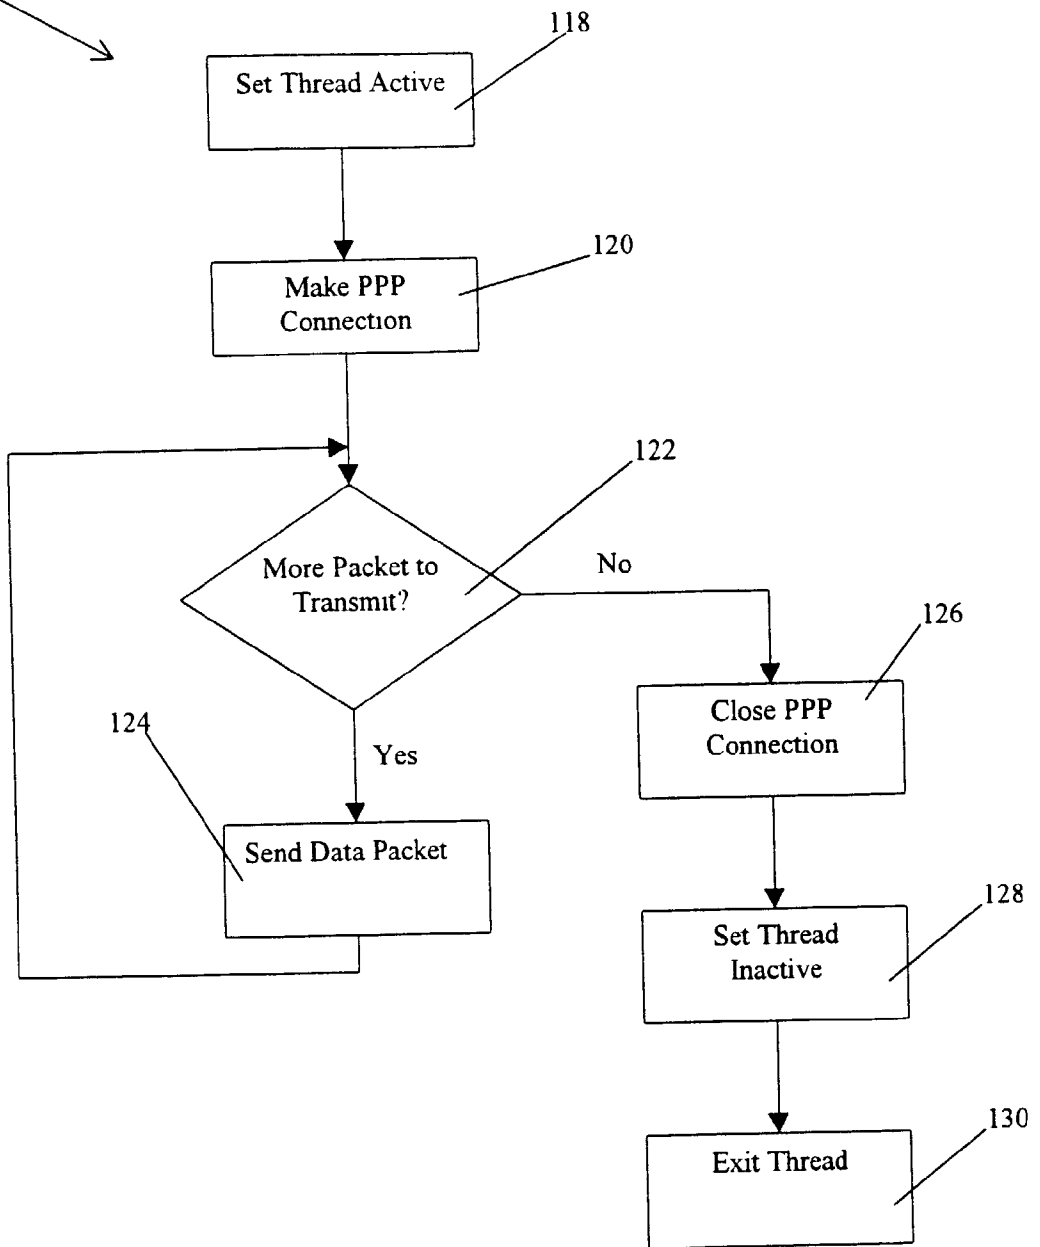 118
Set Thread Active
120
Make PPP
Connection
122
More Packet to
Transmit?
No
126
Close PPP
Connection
124
Yes
Send Data Packet
128
Set Thread
Inactive
130
Exit Thread